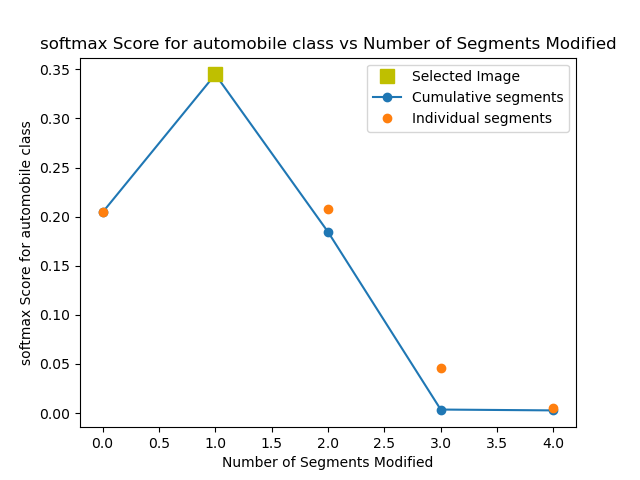 softmax Score for automobile class vs Number of Segments Modified
softmax Score for automobile class
0.35
0.30
0.25
0.20
0.15
0.10
0.05
0.00
Selected Image
Cumulative segments
Individual segments
0.0 0.5 1.0 1.5 2.0 2.5 3.0 3.5 4.0
Number of Segments Modified